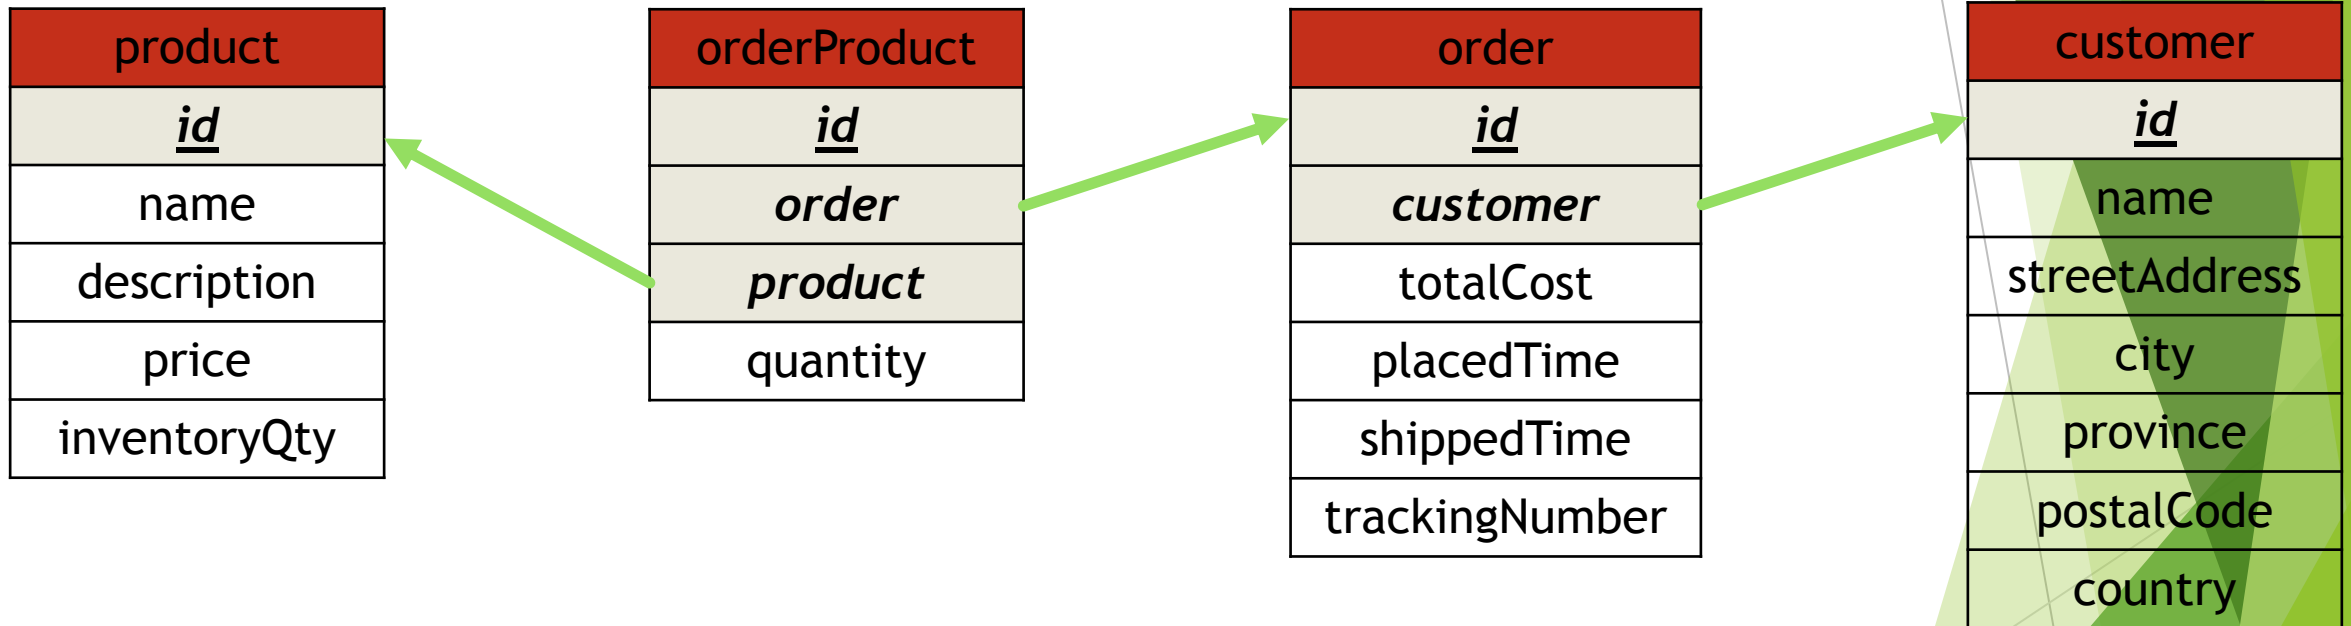 product
id
name
description
price
inventoryQty
orderProduct
id
order
product
quantity
order
id
customer
totalCost
placedTime
shippedTime
trackingNumber
customer
id
name
streetAddress
city
province
postalCode
country